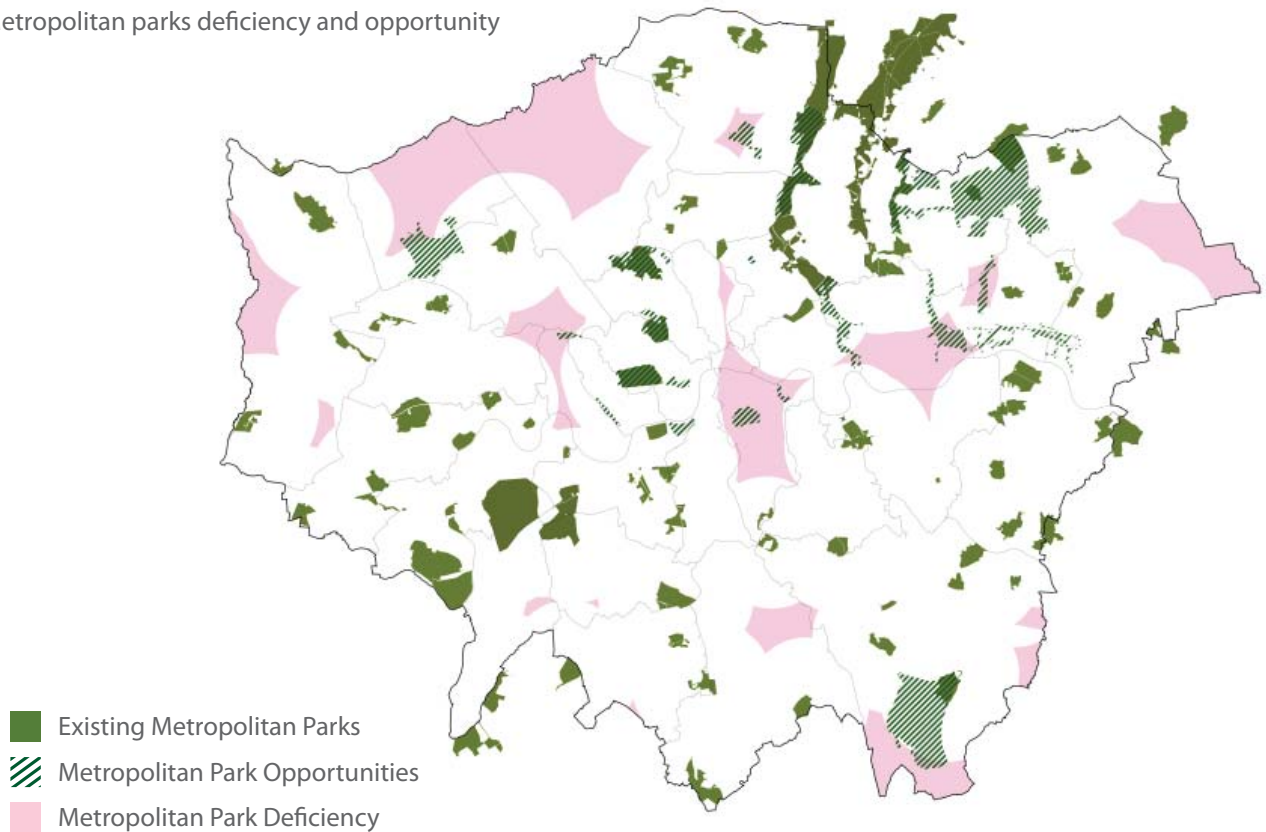 etropolitan parks deficiency and opportunity
Existing Metropolitan Parks
Metropolitan Park Opportunities
Metropolitan Park Deficiency